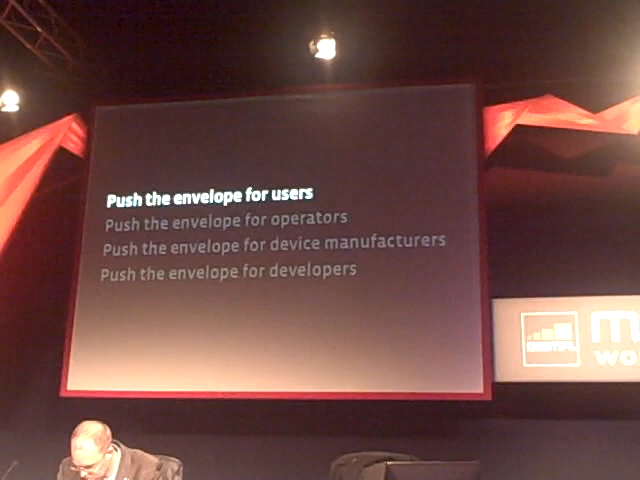 Push the envelope for users
Push the envelope for operators
Push the envelope for device manufacturers
Push the envelope for developers